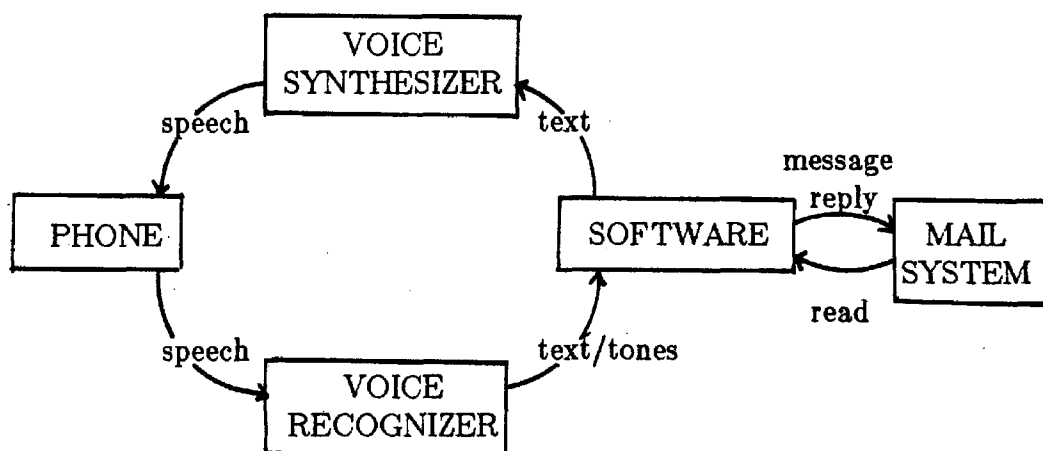 VOICE
SYNTHESIZER
speech
text
message
reply
PHONE
SOFTWARE
MAIL
SYSTEM
read
speech
text/tones
VOICE
RECOGNIZER